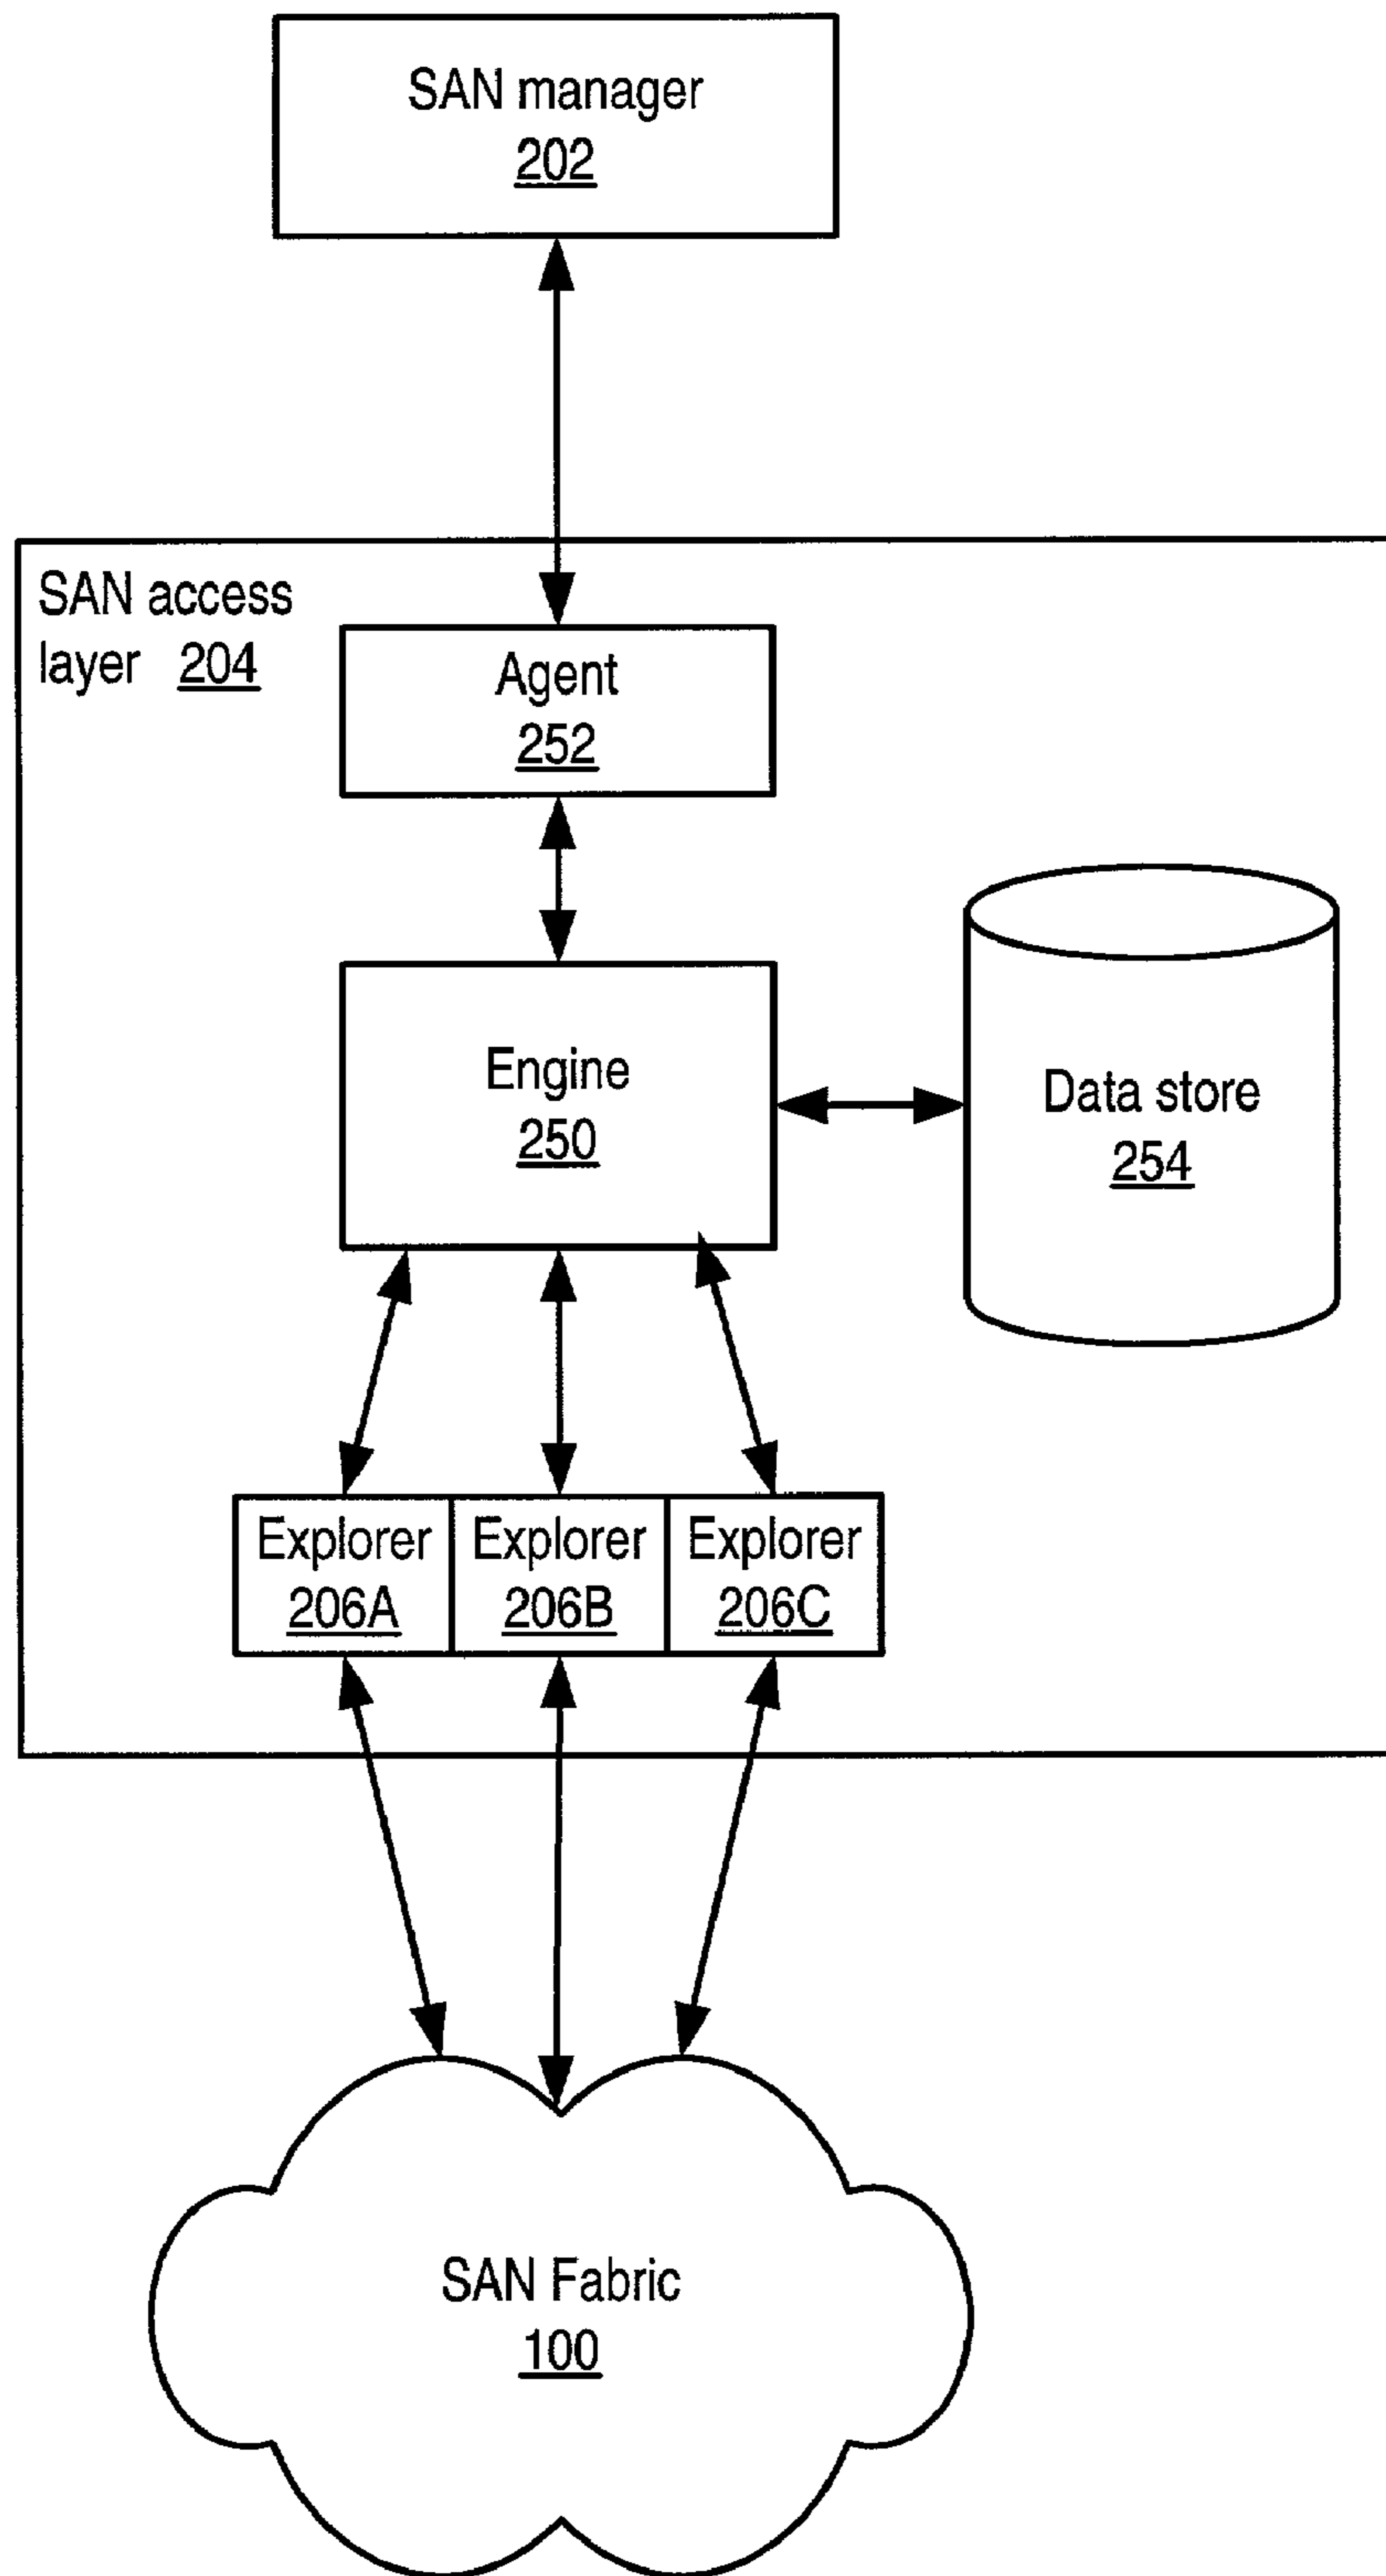 SAN manager
202
SAN access
layer 204
Agent
252
Engine
250
Data store
254
Explorer
206A
Explorer
206B
Explorer
206C
SAN Fabric
100